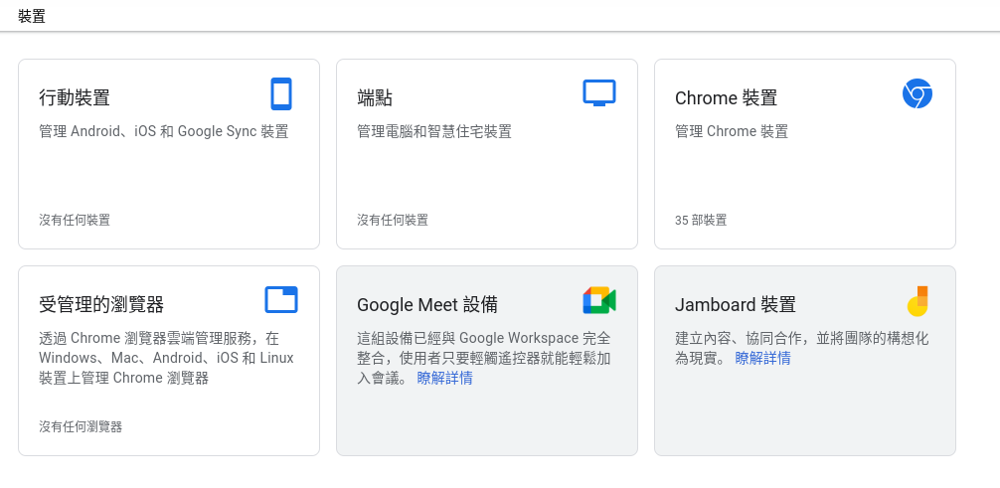 裝置
行動裝置
管理 Android、iOS 和 Google Sync 裝置
沒有任何裝置
端點
管理電腦和智慧住宅裝置
沒有任何裝置
Chrome 裝置
管理 Chrome 裝置
35 部裝置
受管理的瀏覽器
透過 Chrome 瀏覽器雲端管理服務，在
Windows、Mac、Android、iOS 和 Linux
裝置上管理 Chrome 瀏覽器
沒有任何瀏覽器
Google Meet 設備
這組設備已經與 Google Workspace 完全
整合，使用者只要輕觸遙控器就能輕鬆加
入會議。 瞭解詳情
Jamboard 裝置
建立內容、協同合作，並將團隊的構想化
為現實。 瞭解詳情